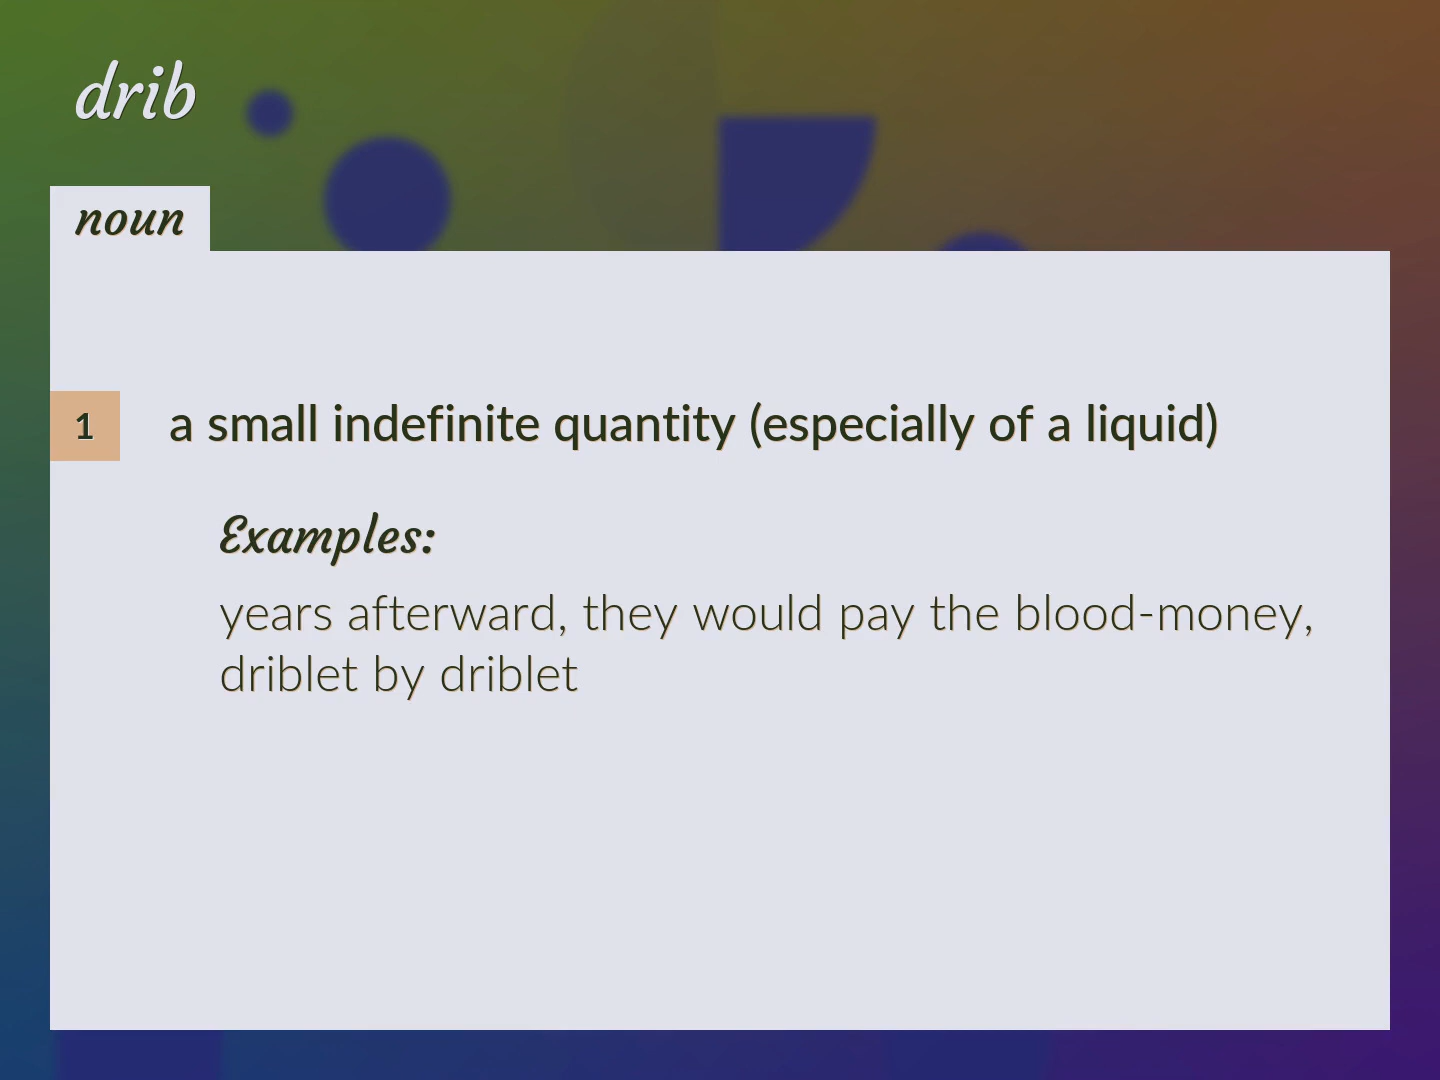 drib
noun
1 a small indefinite quantity (especially of a liquid)
Examples:
years afterward, they would pay the blood-money,
driblet by driblet